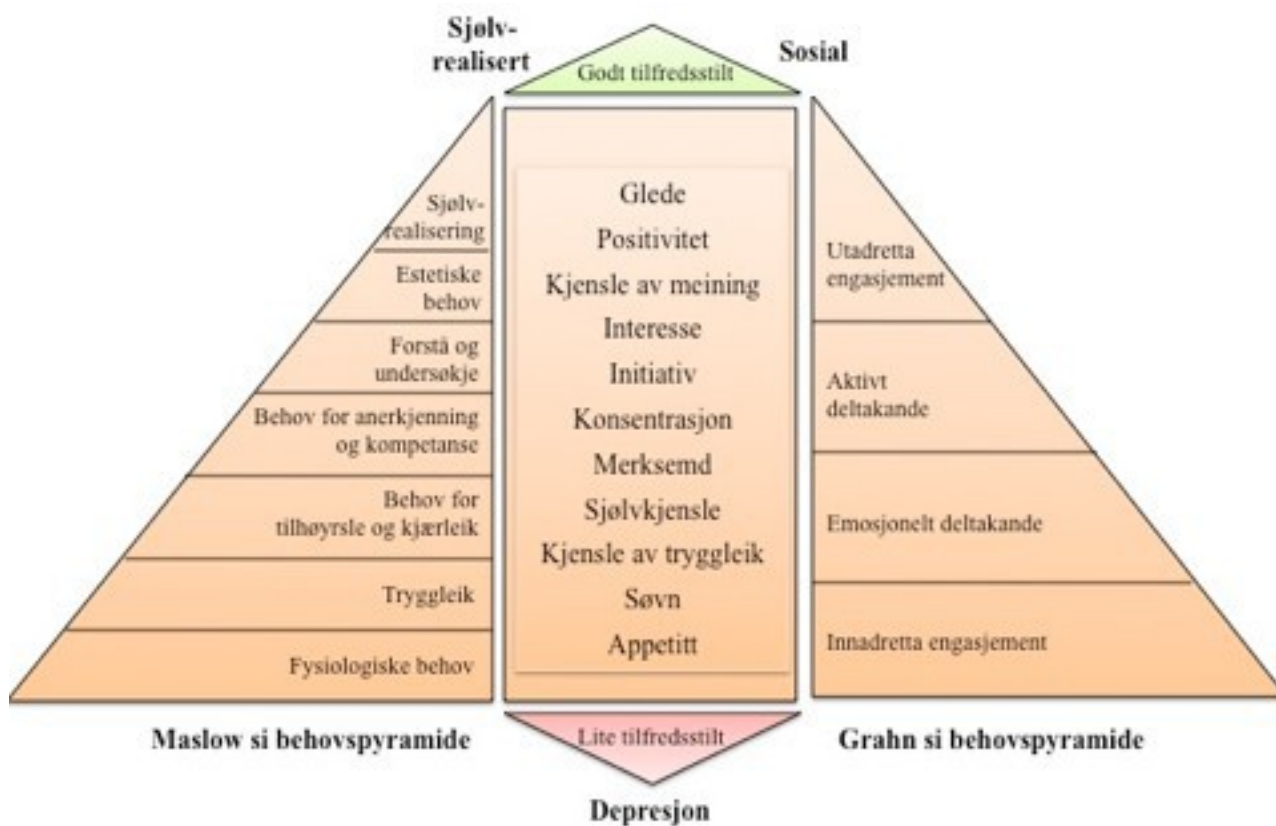 Sjølv-
realisert
Godt tilfredsstilt
Sosial
Sjølv-
realisering
Estetiske
behov
Forstå og
undersøkje
Behov for anerkjenning
og kompetanse
Behov for
tilhøyrsle og kjærleik
Tryggleik
Fysiologiske behov
Glede
Positivitet
Kjensle av meining
Interesse
Initiativ
Konsentrasjon
Merksemd
Sjølvkjensle
Kjensle av tryggleik
Søvn
Appetitt
Utadretta
engasjement
Aktivt
deltakande
Emosjonelt deltakande
Innadretta engasjement
Maslow si behovspyramide
Lite tilfredsstilt
Grahn si behovspyramide
Depresjon